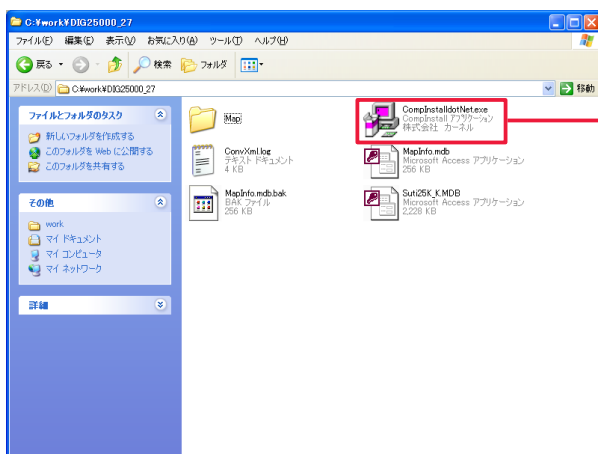 C:¥work¥DIG25000_27
ファイル(F) 編集(E) 表示(V) お気に入り(A) ツール(T) ヘルプ(H)
戻る 検索 フォルダ
アドレス(D) C:¥work¥DIG25000_27 移動
ファイルとフォルダのタスク
新しいフォルダを作成する
このフォルダを Web に公開する
このフォルダを共有する
その他
work
マイ ドキュメント
マイ コンピュータ
マイ ネットワーク
詳細
Map
CompInstalldotNet.exe
CompInstall アプリケーション
株式会社 カーネル
ConvXml.log
テキスト ドキュメント
4 KB
MapInfo.mdb
Microsoft Access アプリケーション
256 KB
MapInfo.mdb.bak
BAK ファイル
256 KB
Suti25K_K.MDB
Microsoft Access アプリケーション
2,228 KB